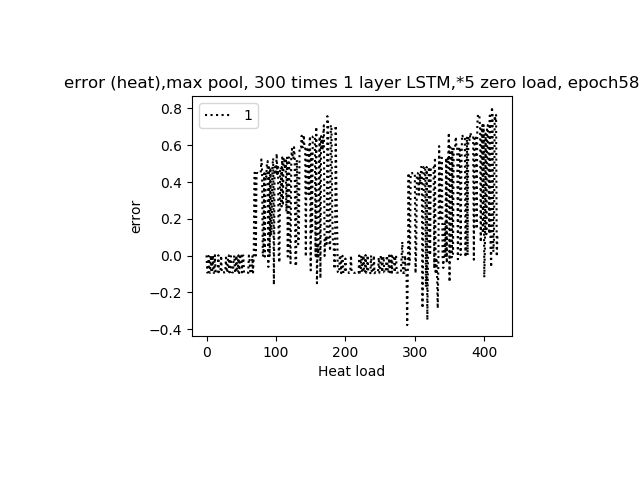 error (heat),max pool, 300 times 1 layer LSTM,*5 zero load, epoch58
1
0.8
0.6
0.4
0.2
0.0
−0.2
−0.4
error
0 100 200 300 400
Heat load